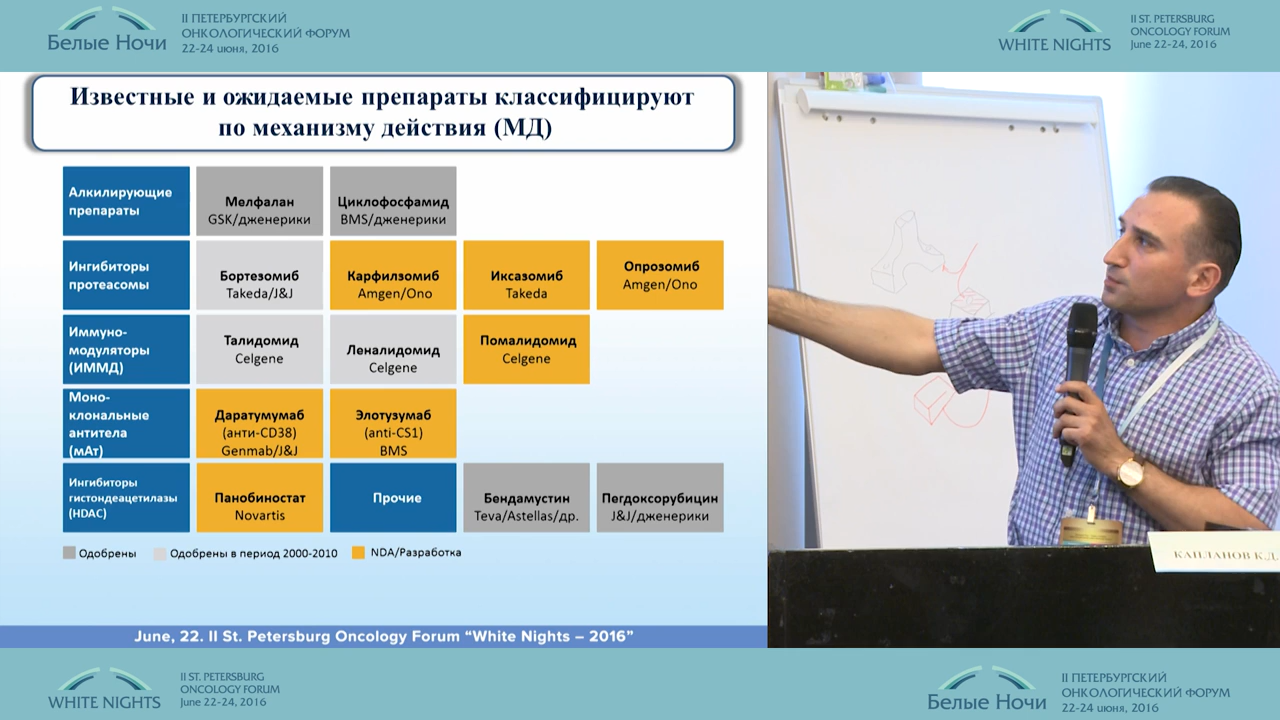 Белые Ночи
II ПЕТЕРБУРГСКИЙ
ОНКОЛОГИЧЕСКИЙ ФОРУМ
22-24 июня, 2016
WHITE NIGHTS
II ST. PETERSBURG
ONCOLOGY FORUM
June 22-24, 2016
Известные и ожидаемые препараты классифицируют
по механизму действия (МД)
Алкилирующие
препараты
Мелфалан
GSK/дженерики
Циклофосфамид
BMS/дженерики
Ингибиторы
протеасомы
Бортезомиб
Takeda/J&J
Карфилзомиб
Amgen/Ono
Иксазомиб
Takeda
Опрозомиб
Amgen/Ono
Иммуно-
модуляторы
(ИММД)
Талидомид
Celgene
Леналидомид
Celgene
Помалидомид
Celgene
Моно-
клональные
антитела
(мАт)
Даратумумаб
(анти-CD38)
Genmab/J&J
Элотузумаб
(anti-CS1)
BMS
Ингибиторы
гистондеацетилазы
(HDAC)
Панобиностат
Novartis
Прочие
Бендамустин
Teva/Astellas/др.
Пегдоксорубицин
J&J/дженерики
Одобрены
Одобрены в период 2000-2010
NDA/Разработка
КАПЛАНОВ К.Д.
June, 22. II St. Petersburg Oncology Forum “White Nights – 2016”
WHITE NIGHTS
II ST. PETERSBURG
ONCOLOGY FORUM
June 22-24, 2016
Белые Ночи
II ПЕТЕРБУРГСКИЙ
ОНКОЛОГИЧЕСКИЙ ФОРУМ
22-24 июня, 2016